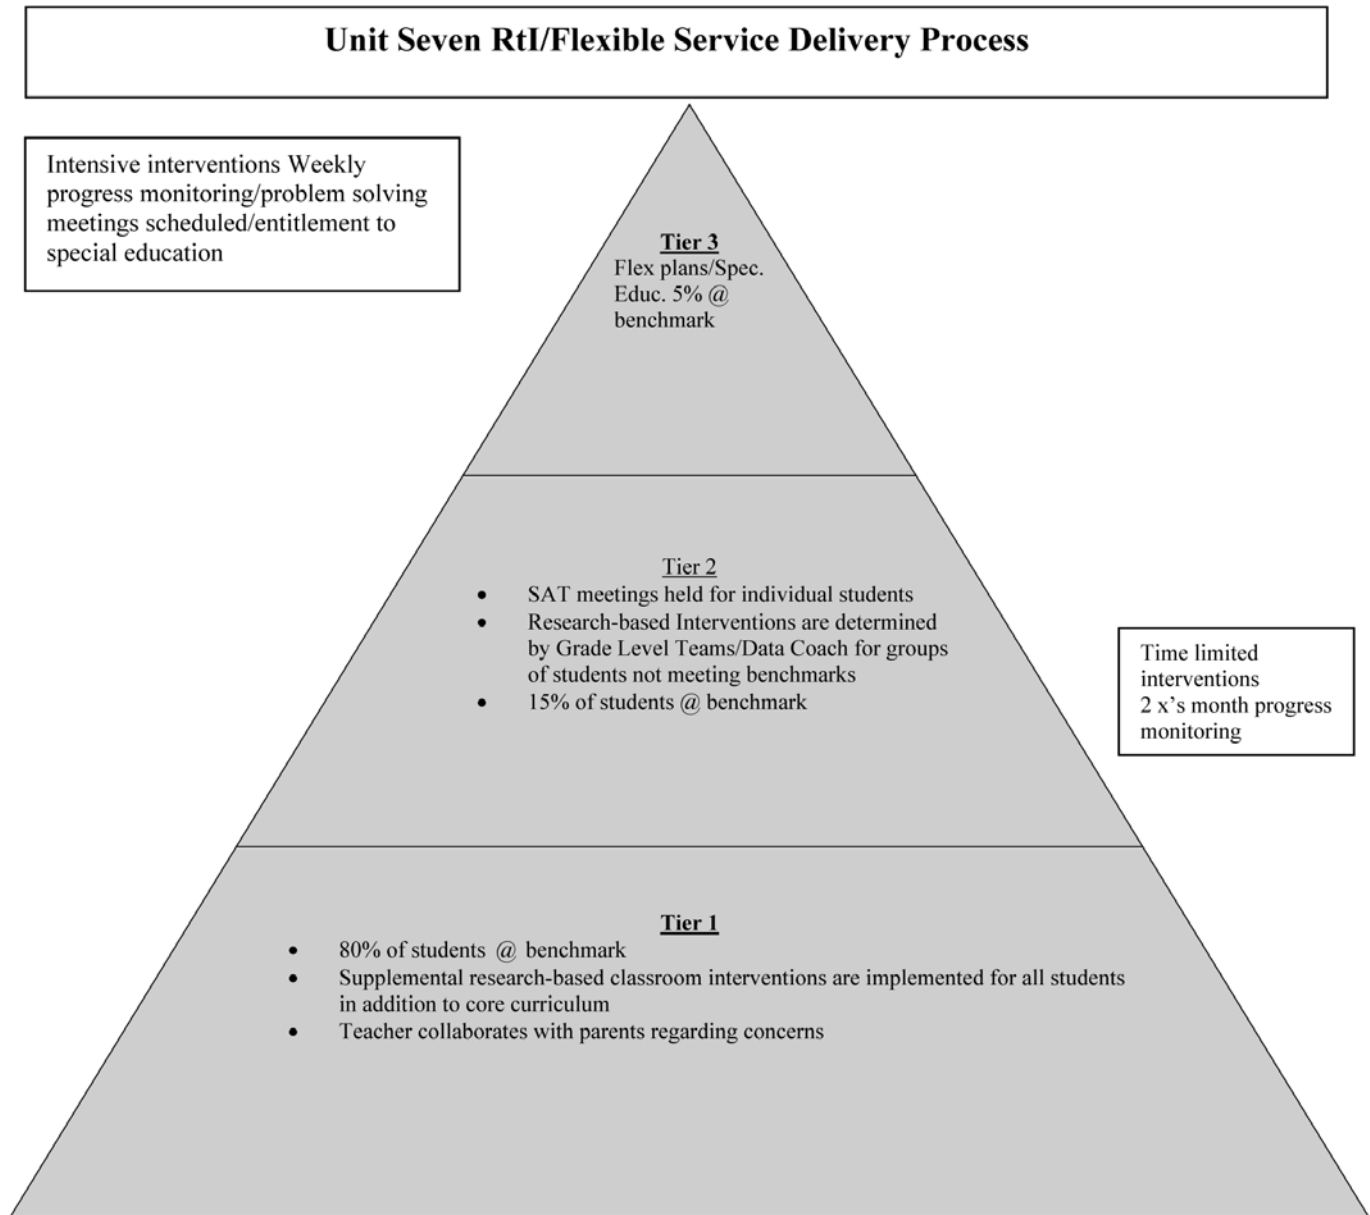 Unit Seven RtI/Flexible Service Delivery Process
Intensive interventions Weekly
progress monitoring/problem solving
meetings scheduled/entitlement to
special education
Tier 3
Flex plans/Spec.
Educ. 5% @
benchmark
Tier 2
• SAT meetings held for individual students
• Research-based Interventions are determined
by Grade Level Teams/Data Coach for groups
of students not meeting benchmarks
• 15% of students @ benchmark
Time limited
interventions
2 x’s month progress
monitoring
Tier 1
• 80% of students @ benchmark
• Supplemental research-based classroom interventions are implemented for all students
in addition to core curriculum
• Teacher collaborates with parents regarding concerns